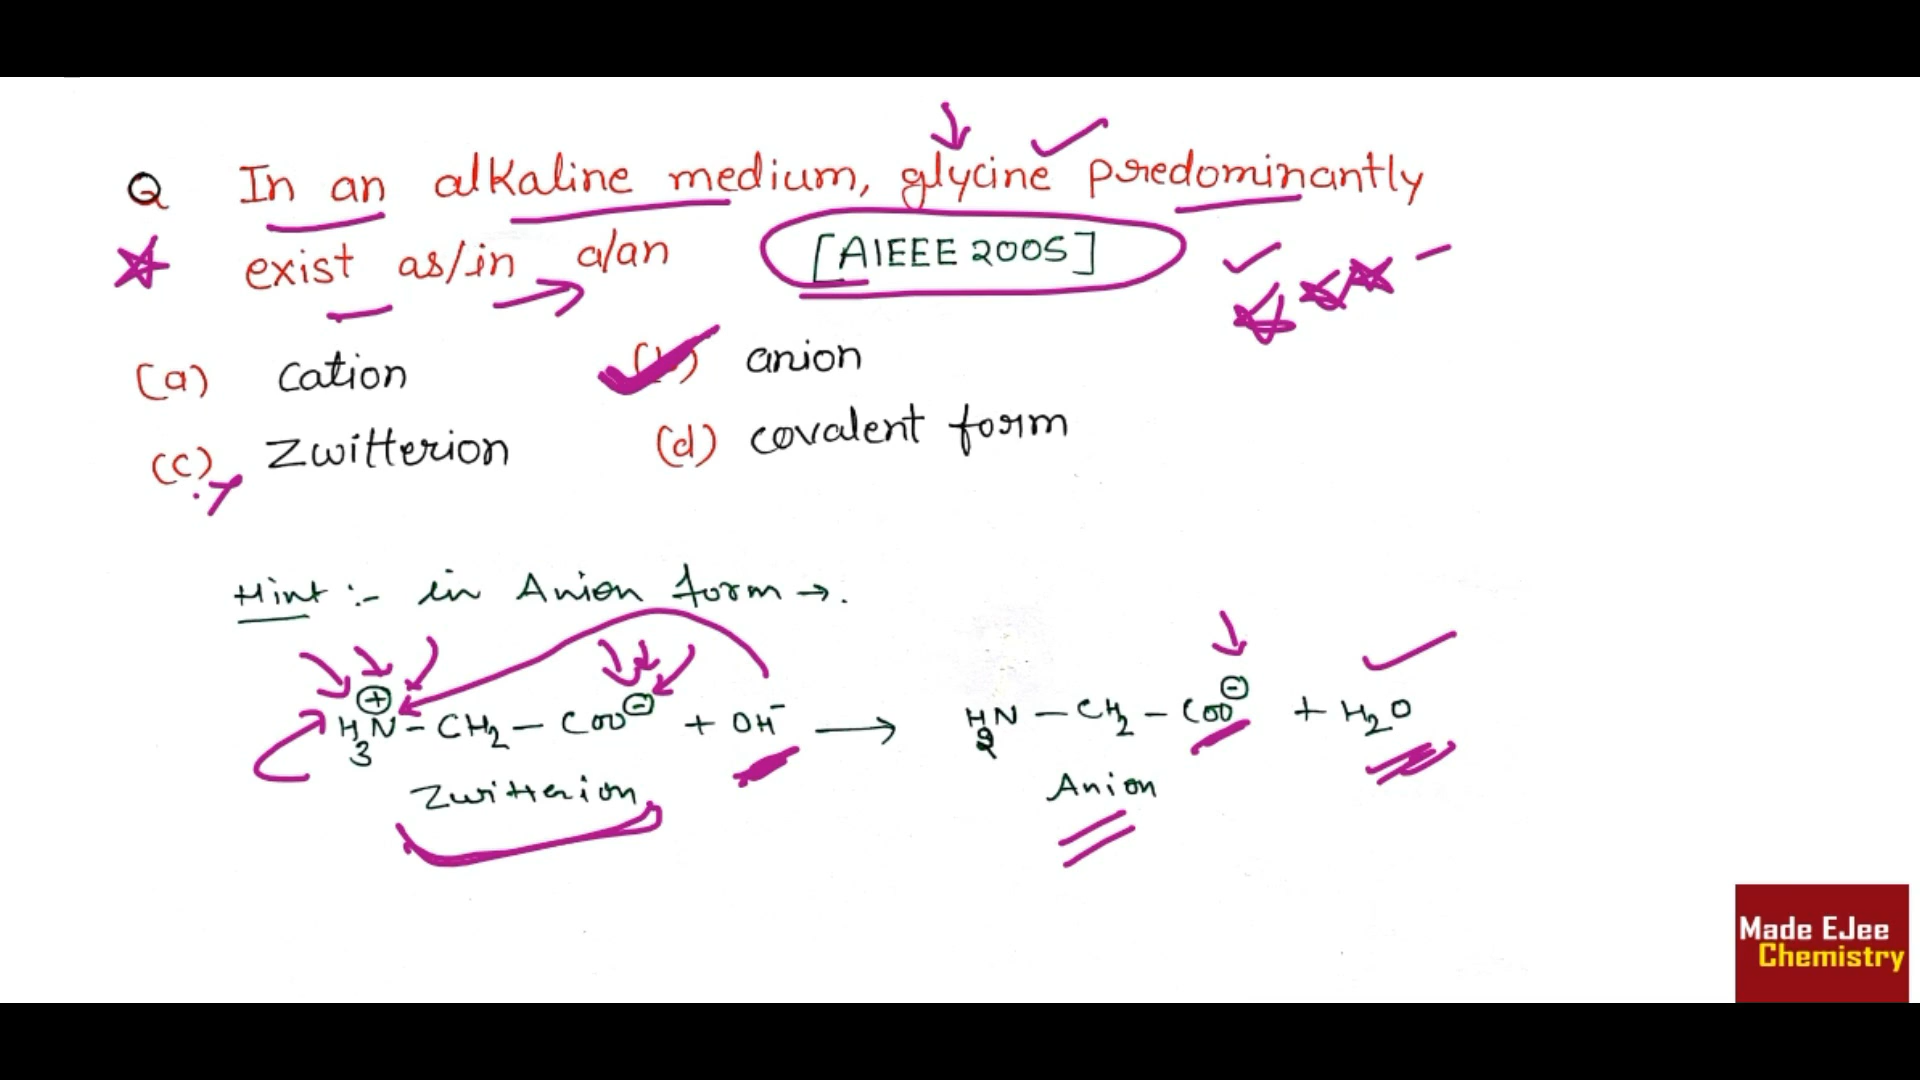 Q In an alkaline medium, glycine predominantly
exist as/in a/an [AIEEE 2005]
(a) cation (b) anion
(c) Zwitterion (d) covalent form
Hint :- in Anion form →.
H₃N⊕ - CH₂ - COO⊖ + OH⁻ → H₂N - CH₂ - COO⊖ + H₂O
Zwitterion Anion
Made EJee
Chemistry